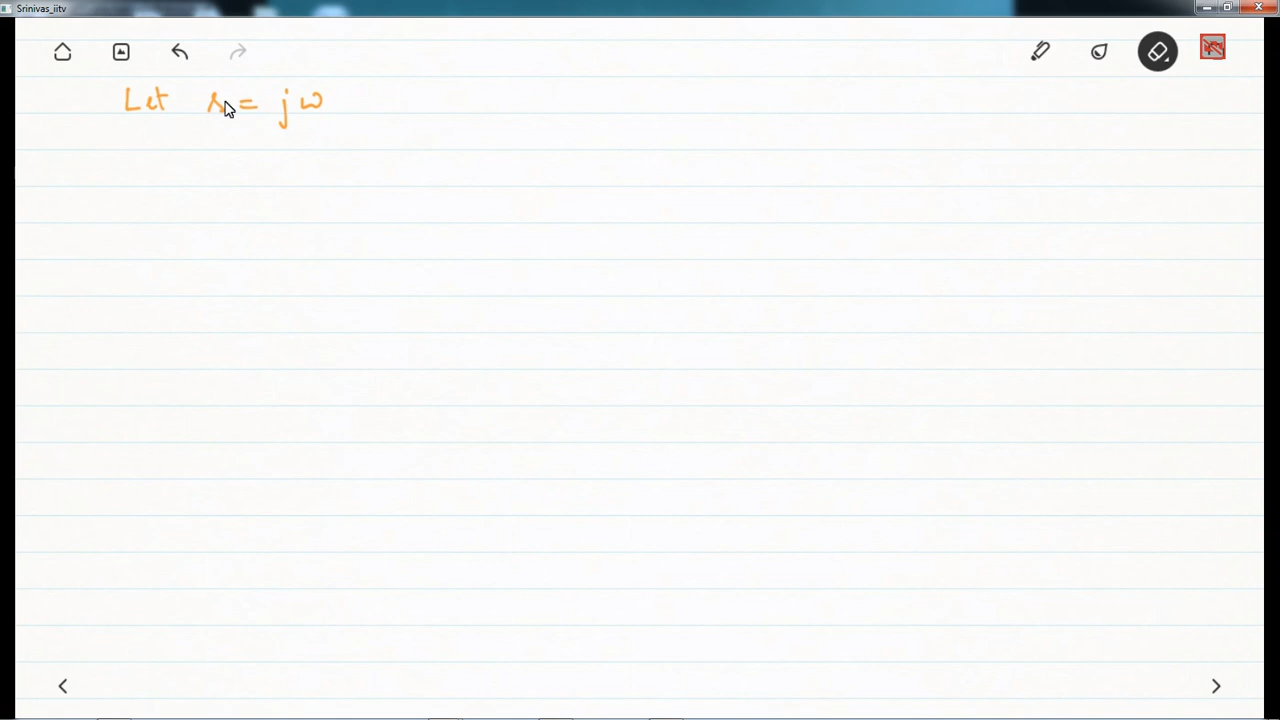 Srinivas_iitv
Let s = jω